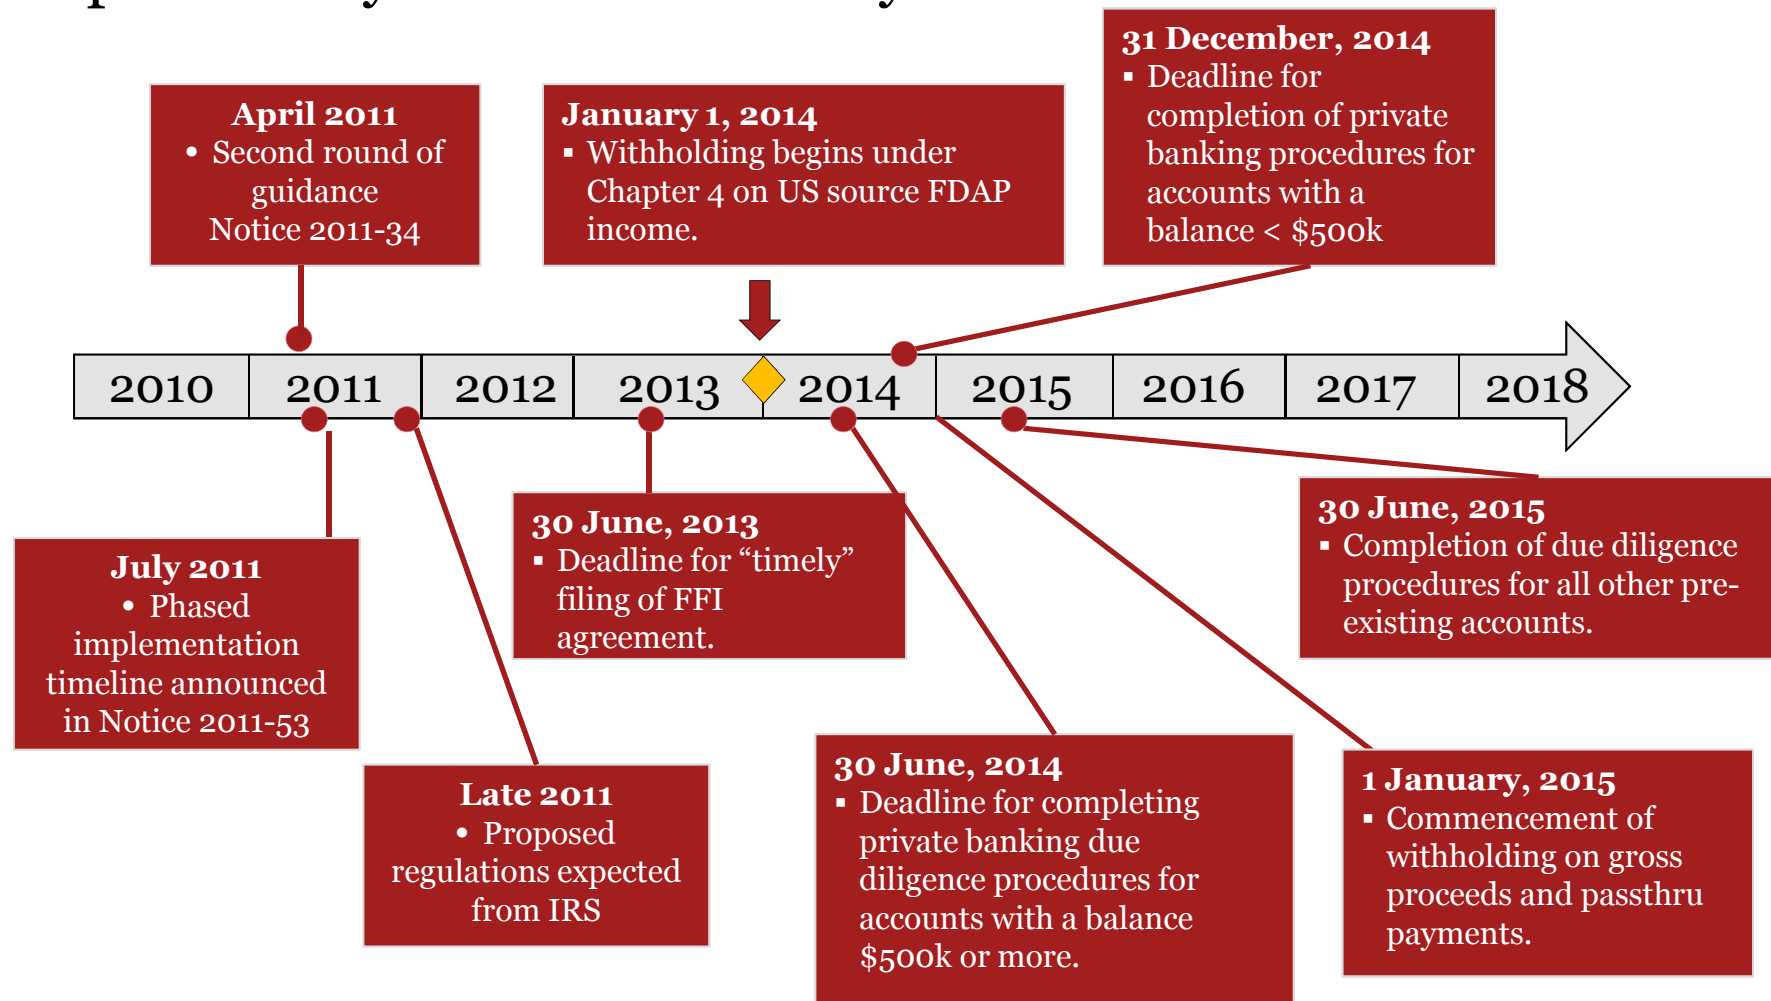 April 2011
• Second round of
guidance
Notice 2011-34
January 1, 2014
▪ Withholding begins under
Chapter 4 on US source FDAP
income.
31 December, 2014
▪ Deadline for
completion of private
banking procedures for
accounts with a
balance < $500k
2010
2011
2012
2013
2014
2015
2016
2017
2018
July 2011
• Phased
implementation
timeline announced
in Notice 2011-53
Late 2011
• Proposed
regulations expected
from IRS
30 June, 2013
▪ Deadline for “timely”
filing of FFI
agreement.
30 June, 2014
▪ Deadline for completing
private banking due
diligence procedures for
accounts with a balance
$500k or more.
1 January, 2015
▪ Commencement of
withholding on gross
proceeds and passthru
payments.
30 June, 2015
▪ Completion of due diligence
procedures for all other pre-
existing accounts.